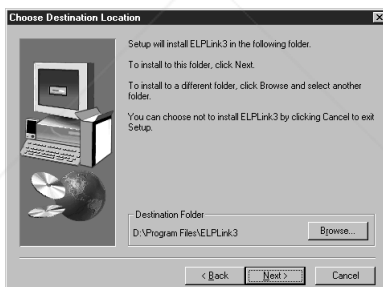 Choose Destination Location
Setup will install ELPLink3 in the following folder.
To install to this folder, click Next.
To install to a different folder, click Browse and select another
folder.
You can choose not to install ELPLink3 by clicking Cancel to exit
Setup.
Destination Folder
D:\Program Files\ELPLink3
Browse...
< Back
Next >
Cancel